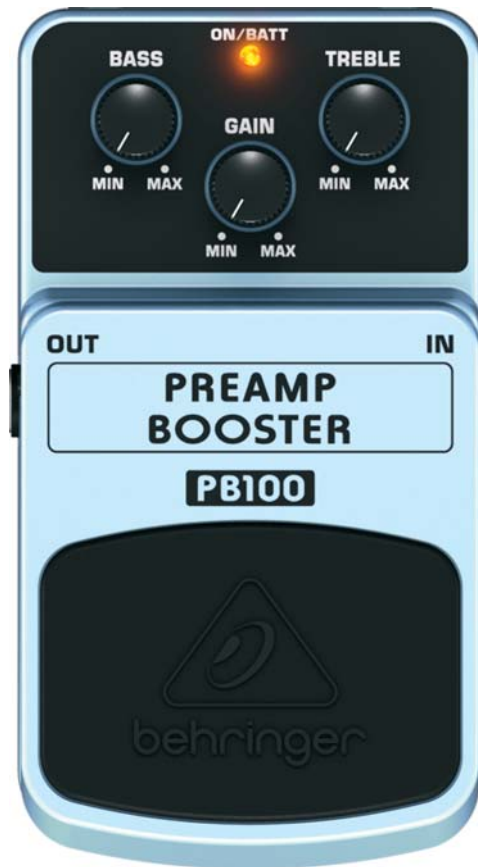 ON/BATT
BASS
TREBLE
GAIN
MIN MAX
MIN MAX
MIN MAX
OUT
IN
PREAMP
BOOSTER
PB100
behringer